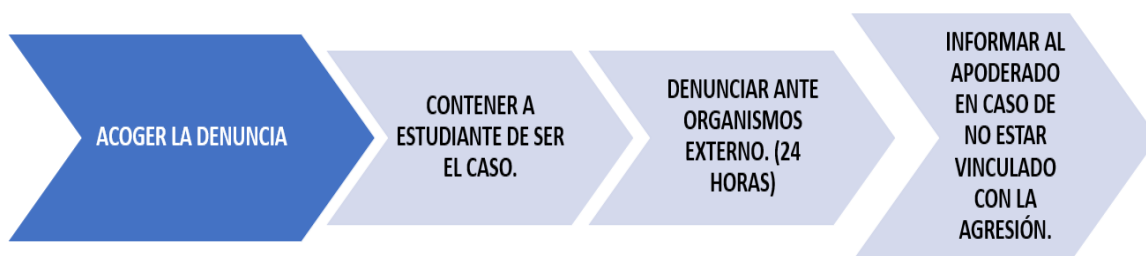 ACOGER LA DENUNCIA
CONTENER A
ESTUDIANTE DE SER
EL CASO.
DENUNCIAR ANTE
ORGANISMOS
EXTERNO. (24
HORAS)
INFORMAR AL
APODERADO
EN CASO DE
NO ESTAR
VINCULADO
CON LA
AGRESIÓN.